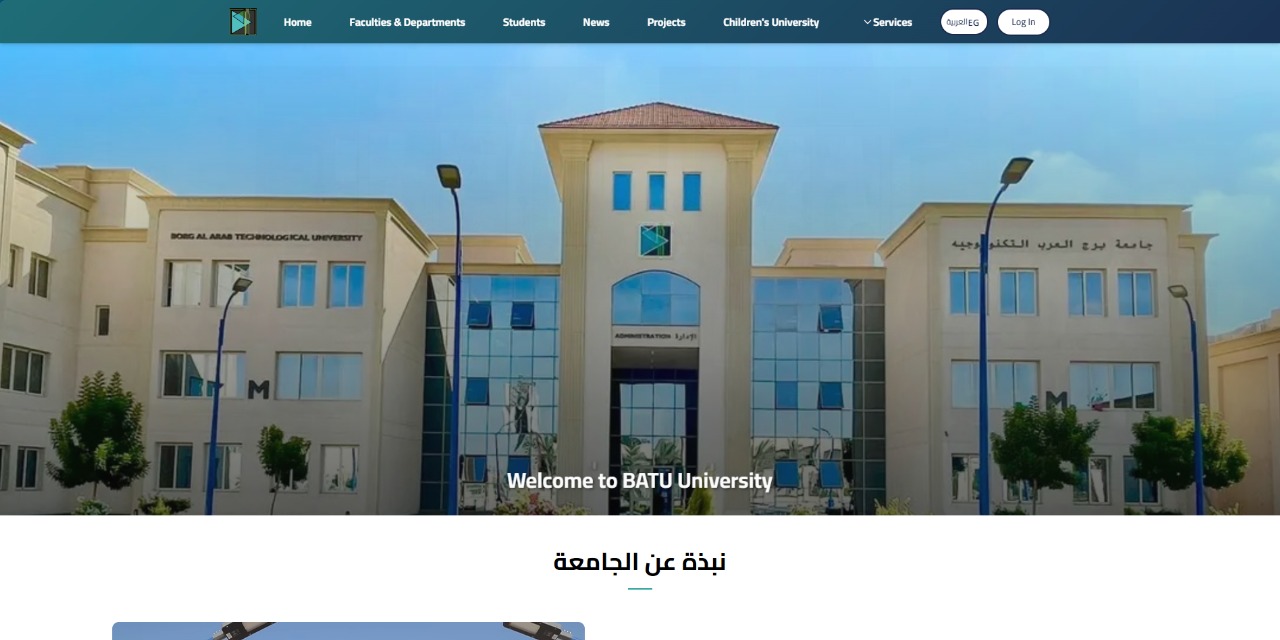 Home
Faculties & Departments
Students
News
Projects
Children's University
Services
العربية EG
Log In
BORG AL ARAB TECHNOLOGICAL UNIVERSITY
جامعة برج العرب التكنولوجيه
ADMINISTRATION الإدارة
M
M
Welcome to BATU University
نبذة عن الجامعة